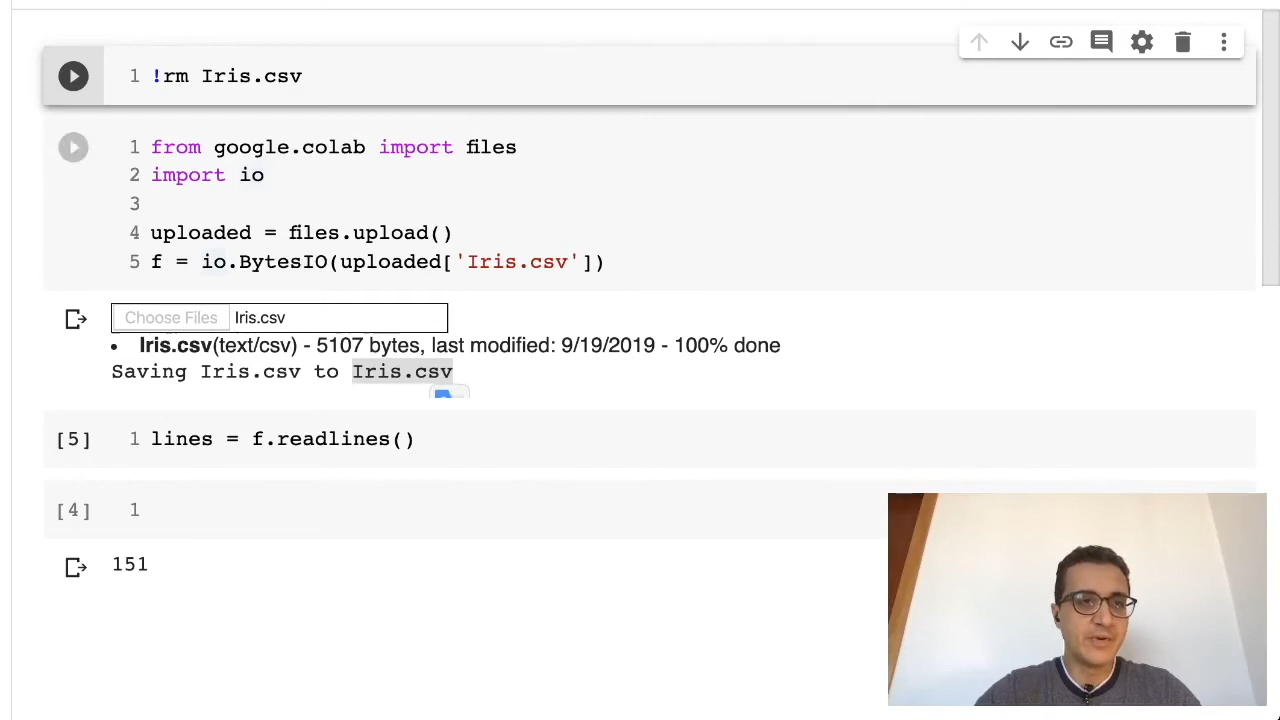 1 !rm Iris.csv
1 from google.colab import files
2 import io
3
4 uploaded = files.upload()
5 f = io.BytesIO(uploaded['Iris.csv'])
Choose Files Iris.csv
• Iris.csv(text/csv) - 5107 bytes, last modified: 9/19/2019 - 100% done
Saving Iris.csv to Iris.csv
[5] 1 lines = f.readlines()
[4] 1
151